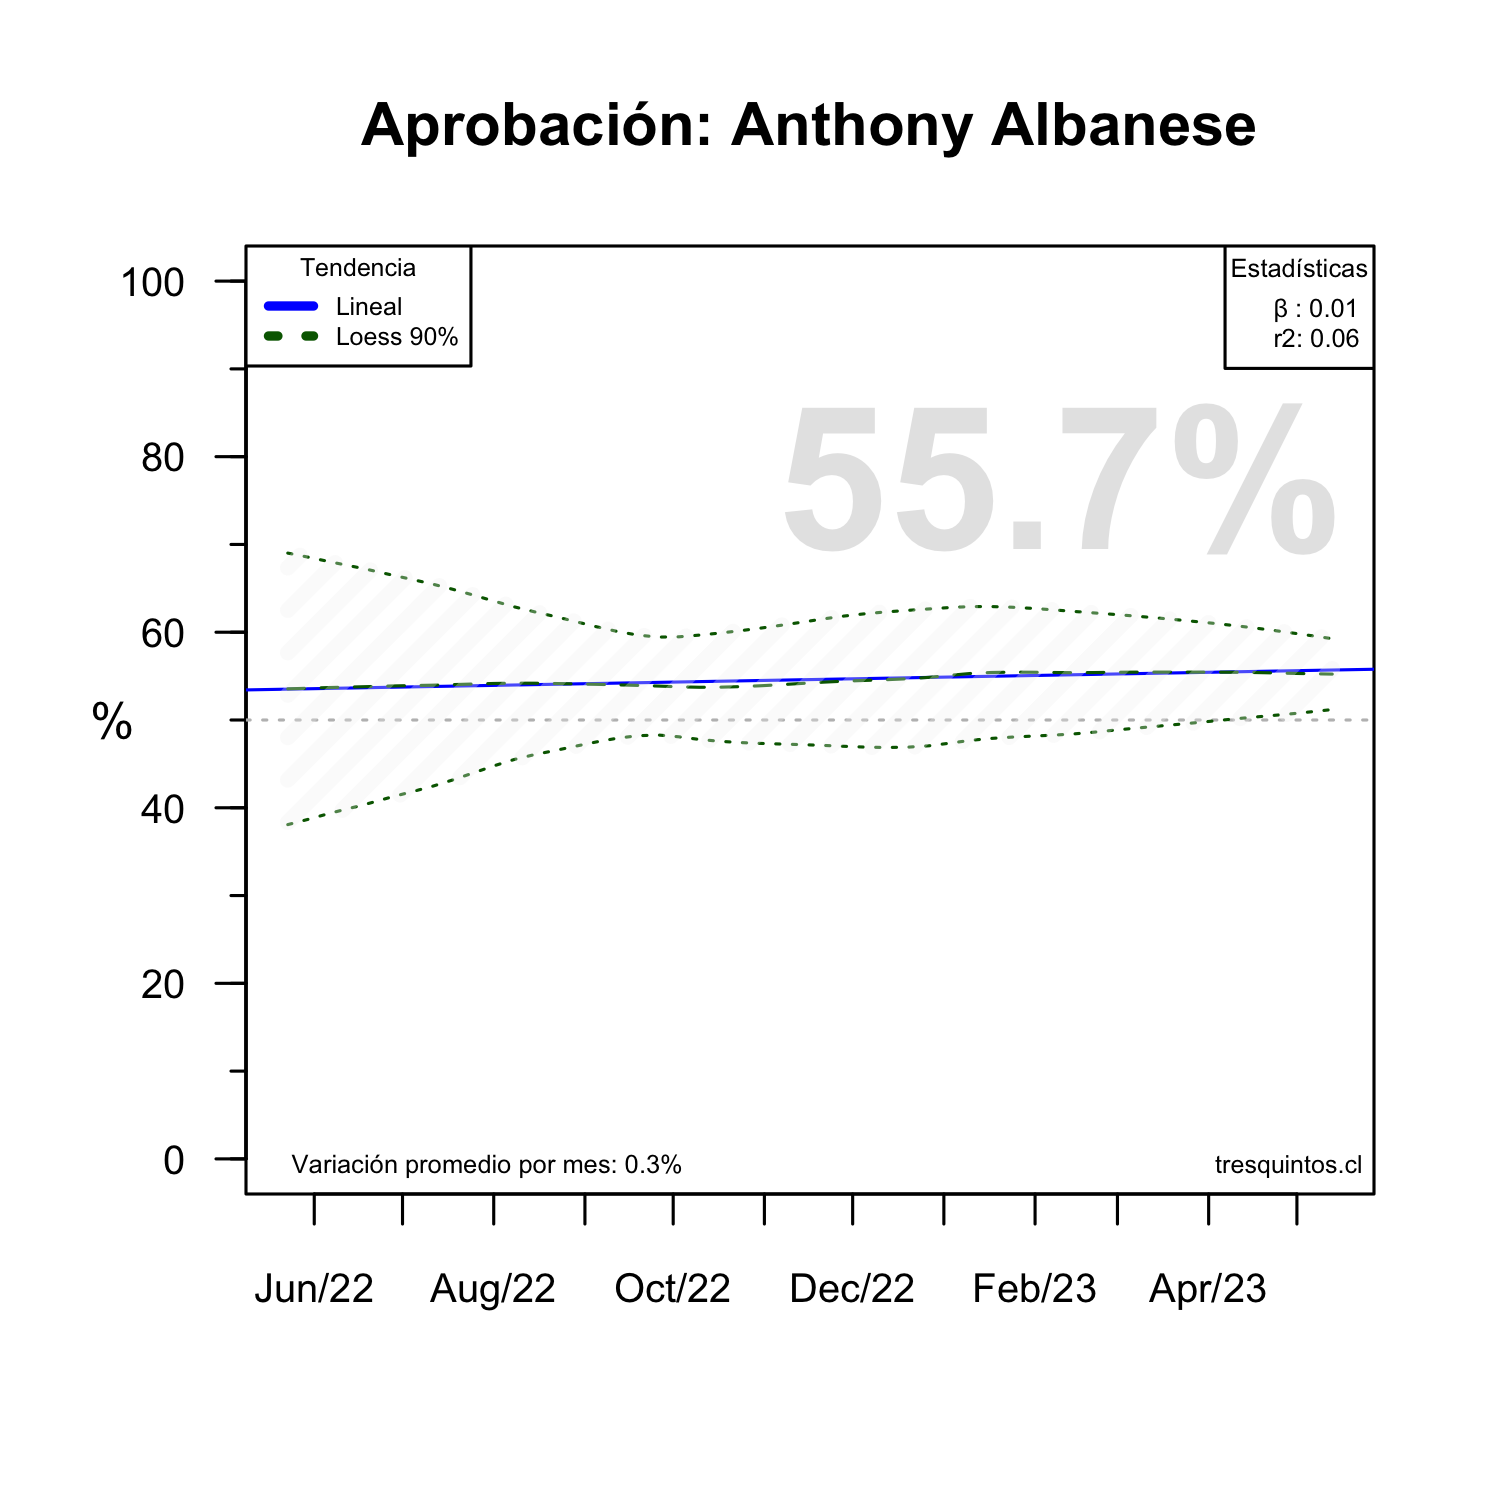 Aprobación: Anthony Albanese
Tendencia
Lineal
Loess 90%
Estadísticas
β : 0.01
r2: 0.06
55.7%
100
80
60
%
40
20
0
Variación promedio por mes: 0.3%
tresquintos.cl
Jun/22 Aug/22 Oct/22 Dec/22 Feb/23 Apr/23